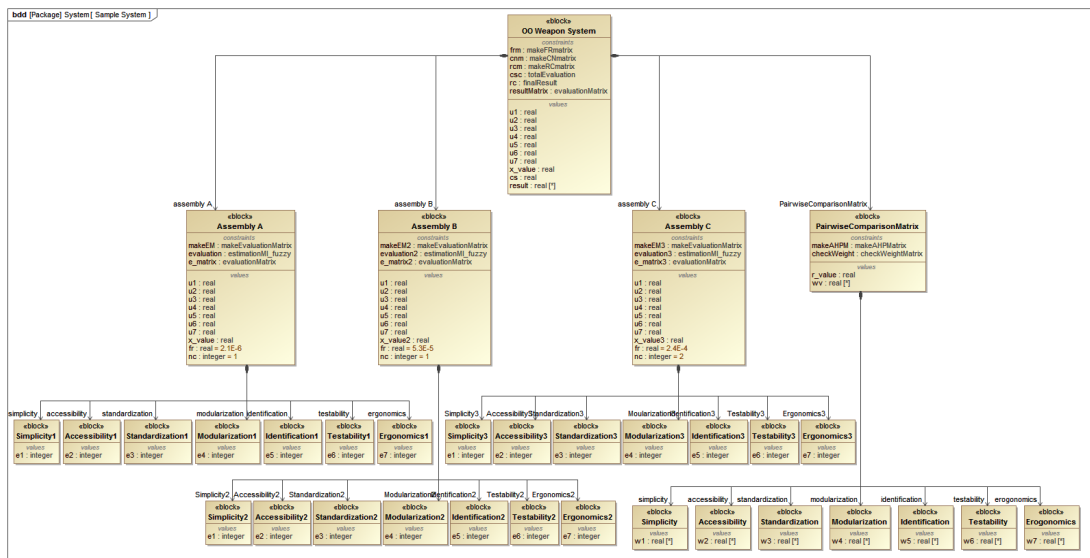 bdd [Package] System [ Sample System ]
«block»
OO Weapon System
constraints
frm : makeFRmatrix
cnm : makeCNmatrix
rcm : makeRCmatrix
csc : totalEvaluation
rc : finalResult
resultMatrix : evaluationMatrix
values
u1 : real
u2 : real
u3 : real
u4 : real
u5 : real
u6 : real
u7 : real
x_value : real
cs : real
result : real [*]
assembly A
assembly B
assembly C
PairwiseComparisonMatrix
«block»
Assembly A
constraints
makeEM : makeEvaluationMatrix
evaluation : estimationMI_fuzzy
e_matrix : evaluationMatrix
values
u1 : real
u2 : real
u3 : real
u4 : real
u5 : real
u6 : real
u7 : real
x_value : real
fr : real = 2.1E-6
nc : integer = 1
«block»
Assembly B
constraints
makeEM2 : makeEvaluationMatrix
evaluation2 : estimationMI_fuzzy
e_matrix2 : evaluationMatrix
values
u1 : real
u2 : real
u3 : real
u4 : real
u5 : real
u6 : real
u7 : real
x_value2 : real
fr : real = 5.3E-5
nc : integer = 1
«block»
Assembly C
constraints
makeEM3 : makeEvaluationMatrix
evaluation3 : estimationMI_fuzzy
e_matrix3 : evaluationMatrix
values
u1 : real
u2 : real
u3 : real
u4 : real
u5 : real
u6 : real
u7 : real
x_value3 : real
fr : real = 2.4E-4
nc : integer = 2
«block»
PairwiseComparisonMatrix
constraints
makeAHPM : makeAHPMatrix
checkWeight : checkWeightMatrix
values
r_value : real
wv : real [*]
simplicity
accessibility
standardization
modularization
identification
testability
ergonomics
«block»
Simplicity1
values
e1 : integer
«block»
Accessibility1
values
e2 : integer
«block»
Standardization1
values
e3 : integer
«block»
Modularization1
values
e4 : integer
«block»
Identification1
values
e5 : integer
«block»
Testability1
values
e6 : integer
«block»
Ergonomics1
values
e7 : integer
Simplicity3
Accessibility3
Standardization3
Moularization3
Identification3
Testability3
Ergonomics3
«block»
Simplicity3
values
e1 : integer
«block»
Accessibility3
values
e2 : integer
«block»
Standardization3
values
e3 : integer
«block»
Modularization3
values
e4 : integer
«block»
Identification3
values
e5 : integer
«block»
Testability3
values
e6 : integer
«block»
Ergonomics3
values
e7 : integer
Simplicity2
Accessibility2
Standardization2
Modularization2
Identification2
Testability2
Ergonomics2
«block»
Simplicity2
values
e1 : integer
«block»
Accessibility2
values
e2 : integer
«block»
Standardization2
values
e3 : integer
«block»
Modularization2
values
e4 : integer
«block»
Identification2
values
e5 : integer
«block»
Testability2
values
e6 : integer
«block»
Ergonomics2
values
e7 : integer
simplicity
accessibility
standardization
modularization
identification
testability
erogonomics
«block»
Simplicity
values
w1 : real [*]
«block»
Accessibility
values
w2 : real [*]
«block»
Standardization
values
w3 : real [*]
«block»
Modularization
values
w4 : real [*]
«block»
Identification
values
w5 : real [*]
«block»
Testability
values
w6 : real [*]
«block»
Erogonomics
values
w7 : real [*]